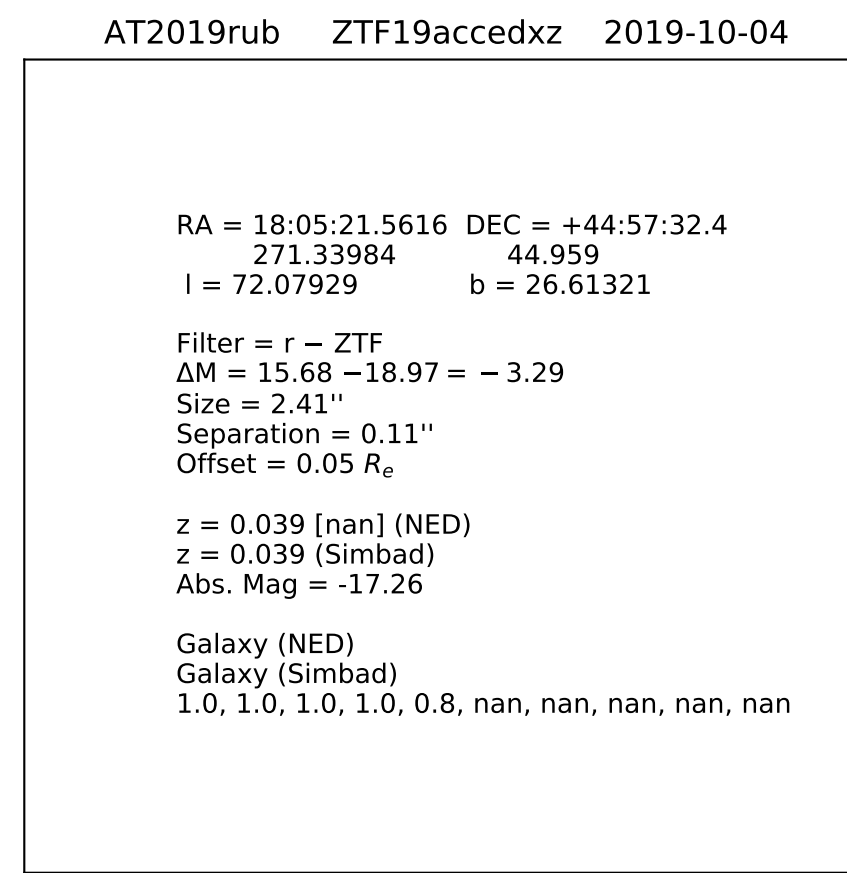 AT2019rub ZTF19accedxz 2019-10-04
RA = 18:05:21.5616 DEC = +44:57:32.4
271.33984 44.959
l = 72.07929 b = 26.61321
Filter = r − ZTF
ΔM = 15.68 −18.97 = − 3.29
Size = 2.41''
Separation = 0.11''
Offset = 0.05 Re
z = 0.039 [nan] (NED)
z = 0.039 (Simbad)
Abs. Mag = -17.26
Galaxy (NED)
Galaxy (Simbad)
1.0, 1.0, 1.0, 1.0, 0.8, nan, nan, nan, nan, nan